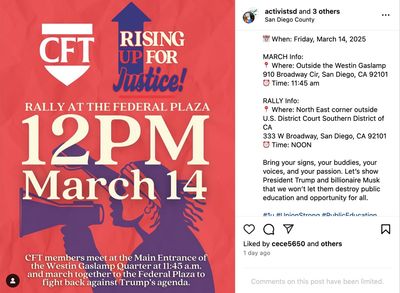 CFT
RISING
UP FOR
Justice!
RALLY AT THE FEDERAL PLAZA
12PM
March 14
CFT members meet at the Main Entrance of
the Westin Gaslamp Quarter at 11:45 a.m.
and march together to the Federal Plaza to
fight back against Trump's agenda.
activistsd and 3 others
San Diego County
When: Friday, March 14, 2025
MARCH Info:
Where: Outside the Westin Gaslamp
910 Broadway Cir, San Diego, CA 92101
Time: 11:45 am
RALLY Info:
Where: North East corner outside
U.S. District Court Southern District of
CA
333 W Broadway, San Diego, CA 92101
Time: NOON
Bring your signs, your buddies, your
voices, and your passion. Let's show
President Trump and billionaire Musk
that we won't let them destroy public
education and opportunity for all.
#1u #UnionStrong #PublicEducation
Liked by cece5650 and others
1 day ago
Comments on this post have been limited.